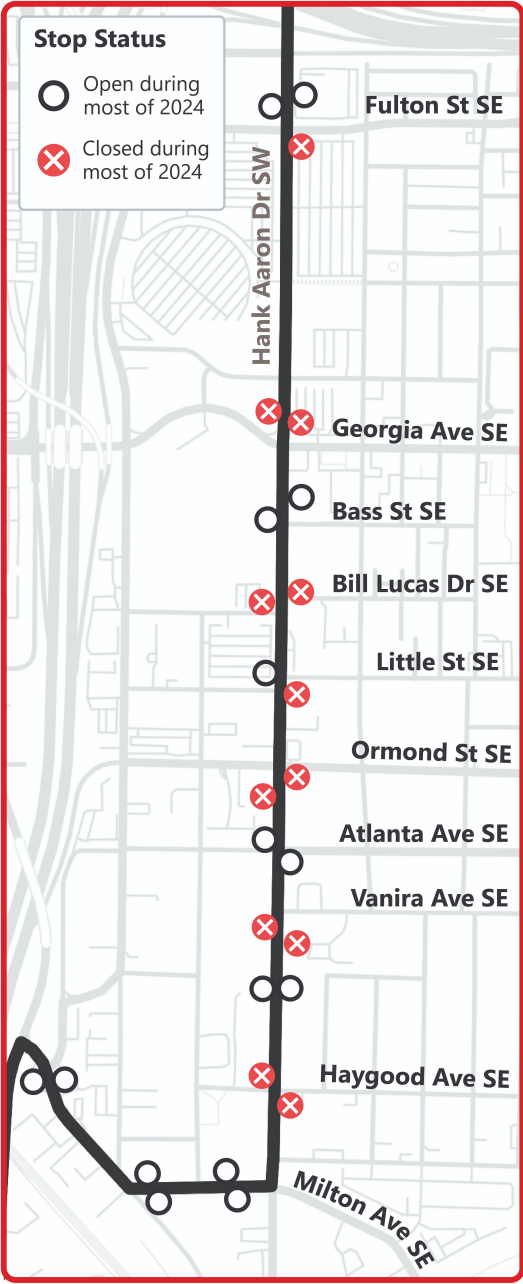 Stop Status
Open during
most of 2024
Closed during
most of 2024
Fulton St SE
Hank Aaron Dr SW
Georgia Ave SE
Bass St SE
Bill Lucas Dr SE
Little St SE
Ormond St SE
Atlanta Ave SE
Vanira Ave SE
Haygood Ave SE
Milton Ave SE